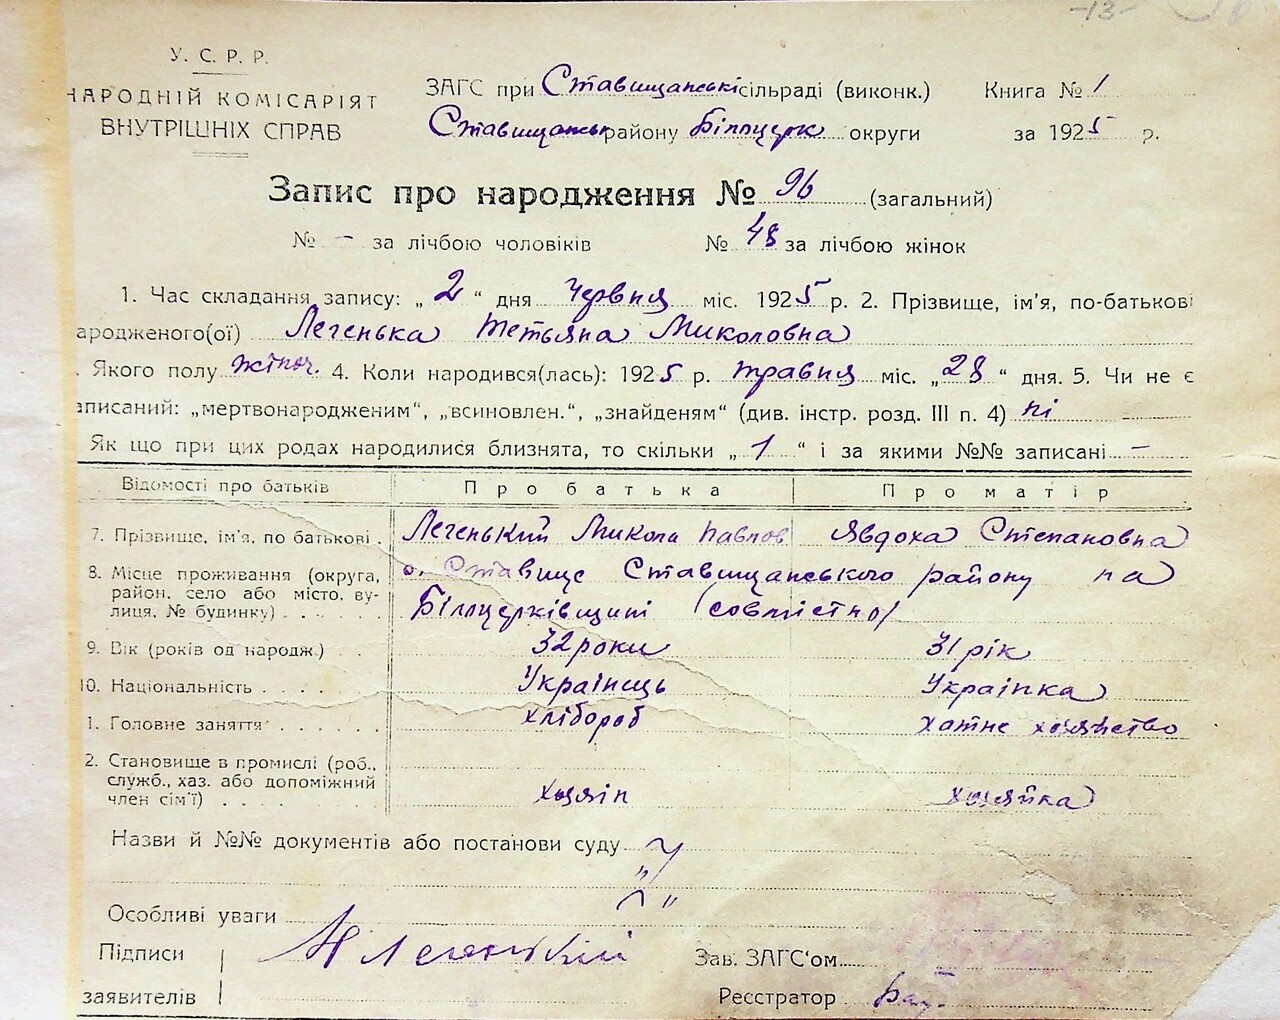 -13-
У. С. Р. Р.
НАРОДНІЙ КОМІСАРІЯТ
ВНУТРІШНІХ СПРАВ
ЗАГС при Ставищанські сільраді (виконк.) Книга № 1
Ставищанськ району Білоцерк округи за 1925 р.
Запис про народження № 96 (загальний)
№ - за лічбою чоловіків № 48 за лічбою жінок
1. Час складання запису: „ 2 “ дня Червня міс. 1925 р. 2. Прізвище, ім'я, по-батькові
ародженого(ої) Легенька Тетьяна Миколовна
. Якого полу жіноч. 4. Коли народився(лась): 1925 р. травня міс. „28“ дня. 5. Чи не є
аписаний: „мертвонародженим“, „всиновлен.“, „знайденям“ (див. інстр. розд. III п. 4) ні
Як що при цих родах народилися близнята, то скільки „ 1 “ і за якими №№ записані -
Відомості про батьків Про батька Про матір
7. Прізвище, ім'я, по батькові . Легенький Микола Павлов Явдоха Степановна
8. Місце проживання (округа, район, село або місто, вулиця, № будинку) . . . . Ставище Ставищанського району на
Білоцерківщині (совмістно)
9. Вік (років од народж.) . . 32 роки 31 рік
10. Національність . . . . Українець Українка
1. Головне заняття . . . . . . хлібороб хатне хозяйство
2. Становище в промислі (роб., служб., хаз. або допоміжний член сім'ї) . . . . хозяін хозяйка
Назви й №№ документів або постанови суду
Особливі уваги
Підписи Н Легенький Зав. ЗАГС'ом
заявителів Реєстратор